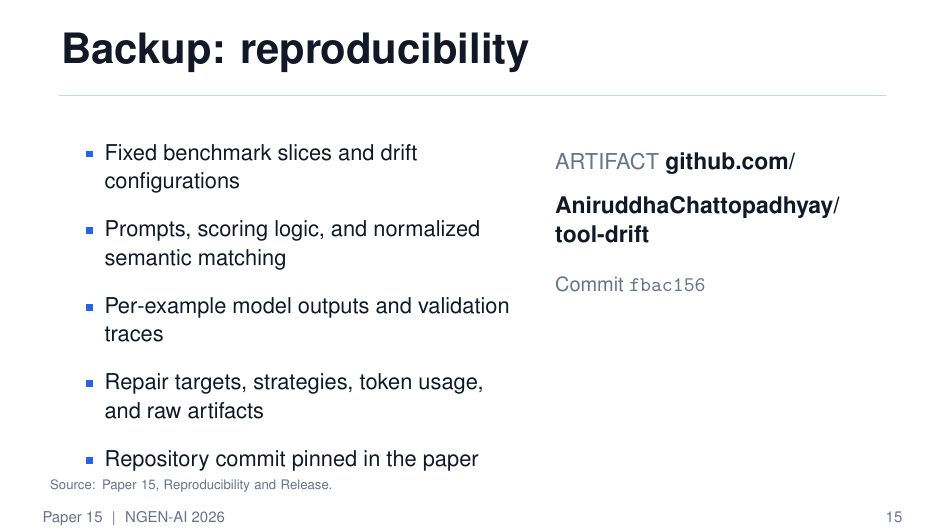 Backup: reproducibility
Fixed benchmark slices and drift
configurations
Prompts, scoring logic, and normalized
semantic matching
Per-example model outputs and validation
traces
Repair targets, strategies, token usage,
and raw artifacts
Repository commit pinned in the paper
ARTIFACT github.com/
AniruddhaChattopadhyay/
tool-drift
Commit fbac156
Source: Paper 15, Reproducibility and Release.
Paper 15 | NGEN-AI 2026
15